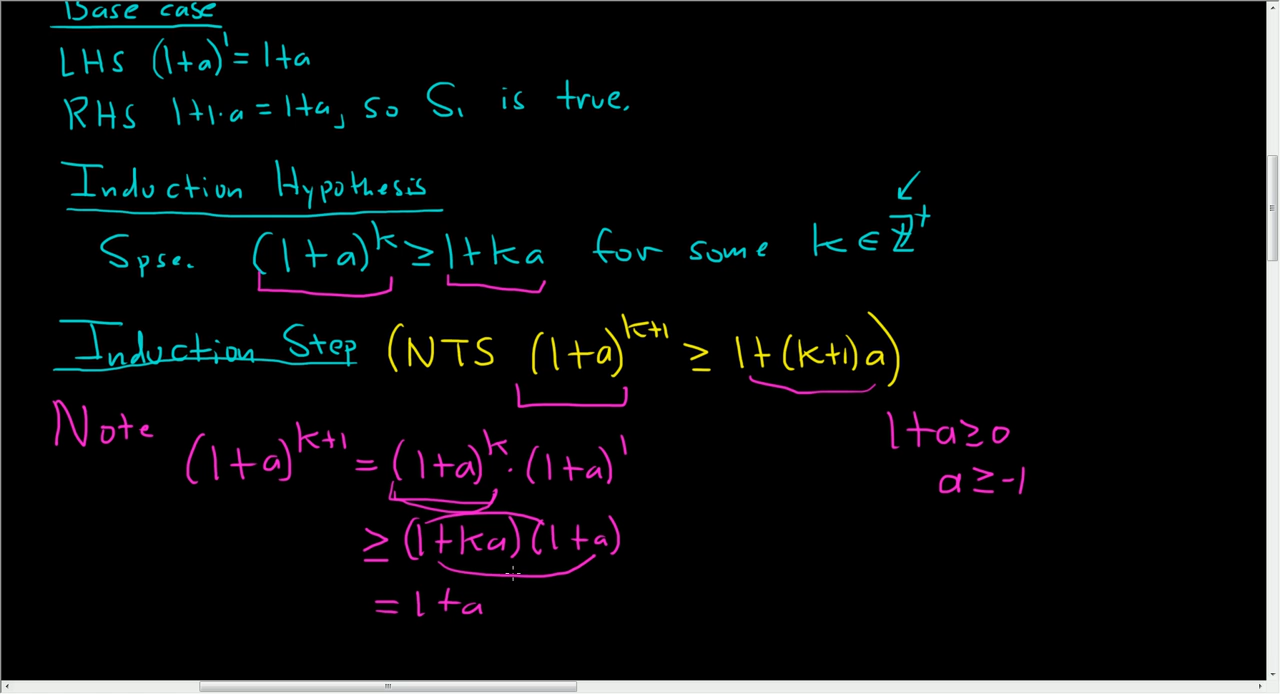 Base case
LHS (1+a)¹ = 1+a
RHS 1+1·a = 1+a, so S₁ is true.
Induction Hypothesis
Spse. (1+a)^k ≥ 1+ka for some k ∈ ℤ⁺
Induction Step (NTS (1+a)^{k+1} ≥ 1+(k+1)a)
Note (1+a)^{k+1} = (1+a)^k · (1+a)¹
1+a ≥ 0
a ≥ -1
≥ (1+ka)(1+a)
= 1+a